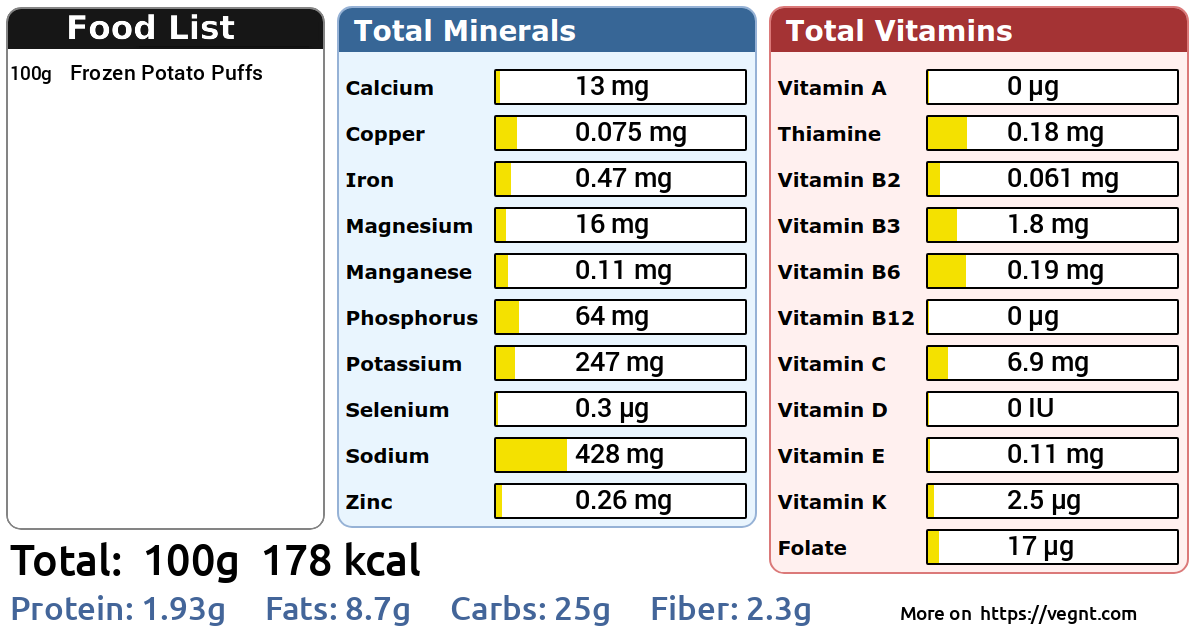 Food List
100g Frozen Potato Puffs
Total Minerals
Calcium 13 mg
Copper 0.075 mg
Iron 0.47 mg
Magnesium 16 mg
Manganese 0.11 mg
Phosphorus 64 mg
Potassium 247 mg
Selenium 0.3 µg
Sodium 428 mg
Zinc 0.26 mg
Total Vitamins
Vitamin A 0 µg
Thiamine 0.18 mg
Vitamin B2 0.061 mg
Vitamin B3 1.8 mg
Vitamin B6 0.19 mg
Vitamin B12 0 µg
Vitamin C 6.9 mg
Vitamin D 0 IU
Vitamin E 0.11 mg
Vitamin K 2.5 µg
Folate 17 µg
Total: 100g 178 kcal
Protein: 1.93g Fats: 8.7g Carbs: 25g Fiber: 2.3g
More on https://vegnt.com